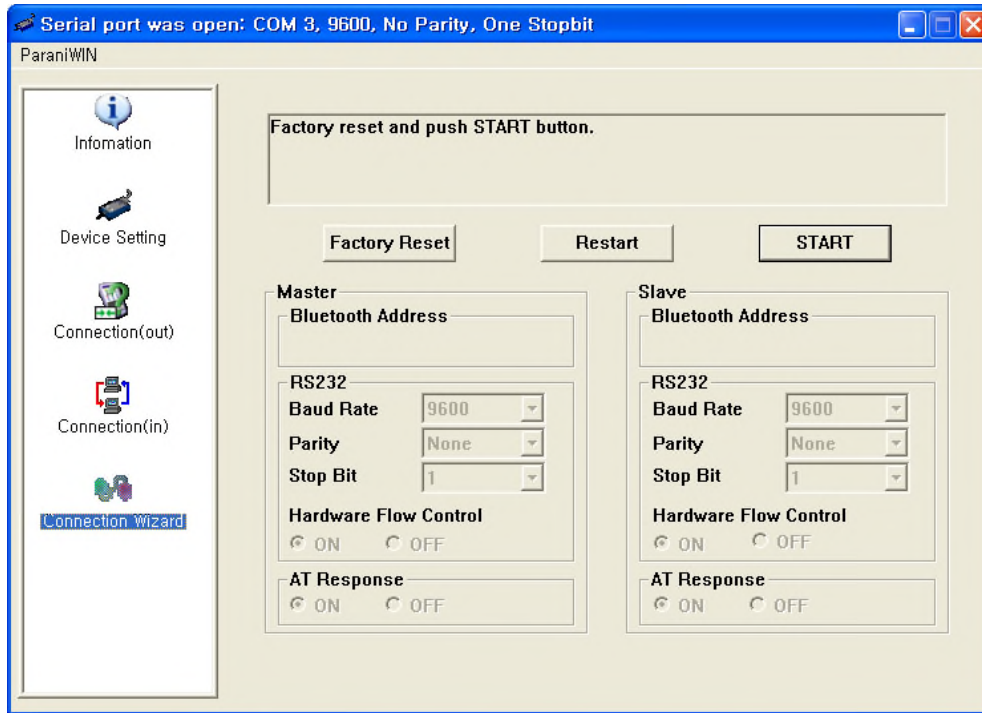 Serial port was open: COM 3, 9600, No Parity, One Stopbit
ParaniWIN
Infomation
Device Setting
Connection(out)
Connection(in)
Connection Wizard
Factory reset and push START button.
Factory Reset
Restart
START
Master
Bluetooth Address
RS232
Baud Rate 9600
Parity None
Stop Bit 1
Hardware Flow Control
ON OFF
AT Response
ON OFF
Slave
Bluetooth Address
RS232
Baud Rate 9600
Parity None
Stop Bit 1
Hardware Flow Control
ON OFF
AT Response
ON OFF